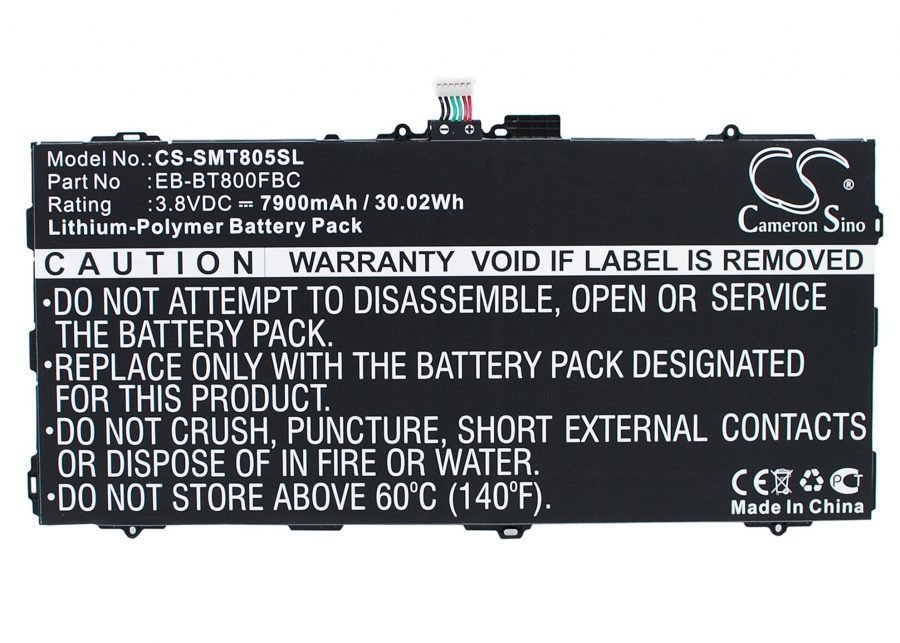 Model No.: CS-SMT805SL
Part No : EB-BT800FBC
Rating : 3.8VDC ⎓ 7900mAh / 30.02Wh
Lithium-Polymer Battery Pack
CS ®
Cameron Sino
CAUTION WARRANTY VOID IF LABEL IS REMOVED
•DO NOT ATTEMPT TO DISASSEMBLE, OPEN OR SERVICE
THE BATTERY PACK.
•REPLACE ONLY WITH THE BATTERY PACK DESIGNATED
FOR THIS PRODUCT.
•DO NOT CRUSH, PUNCTURE, SHORT EXTERNAL CONTACTS
OR DISPOSE OF IN FIRE OR WATER.
•DO NOT STORE ABOVE 60°C (140°F).
CE PCT
Made In China
- +